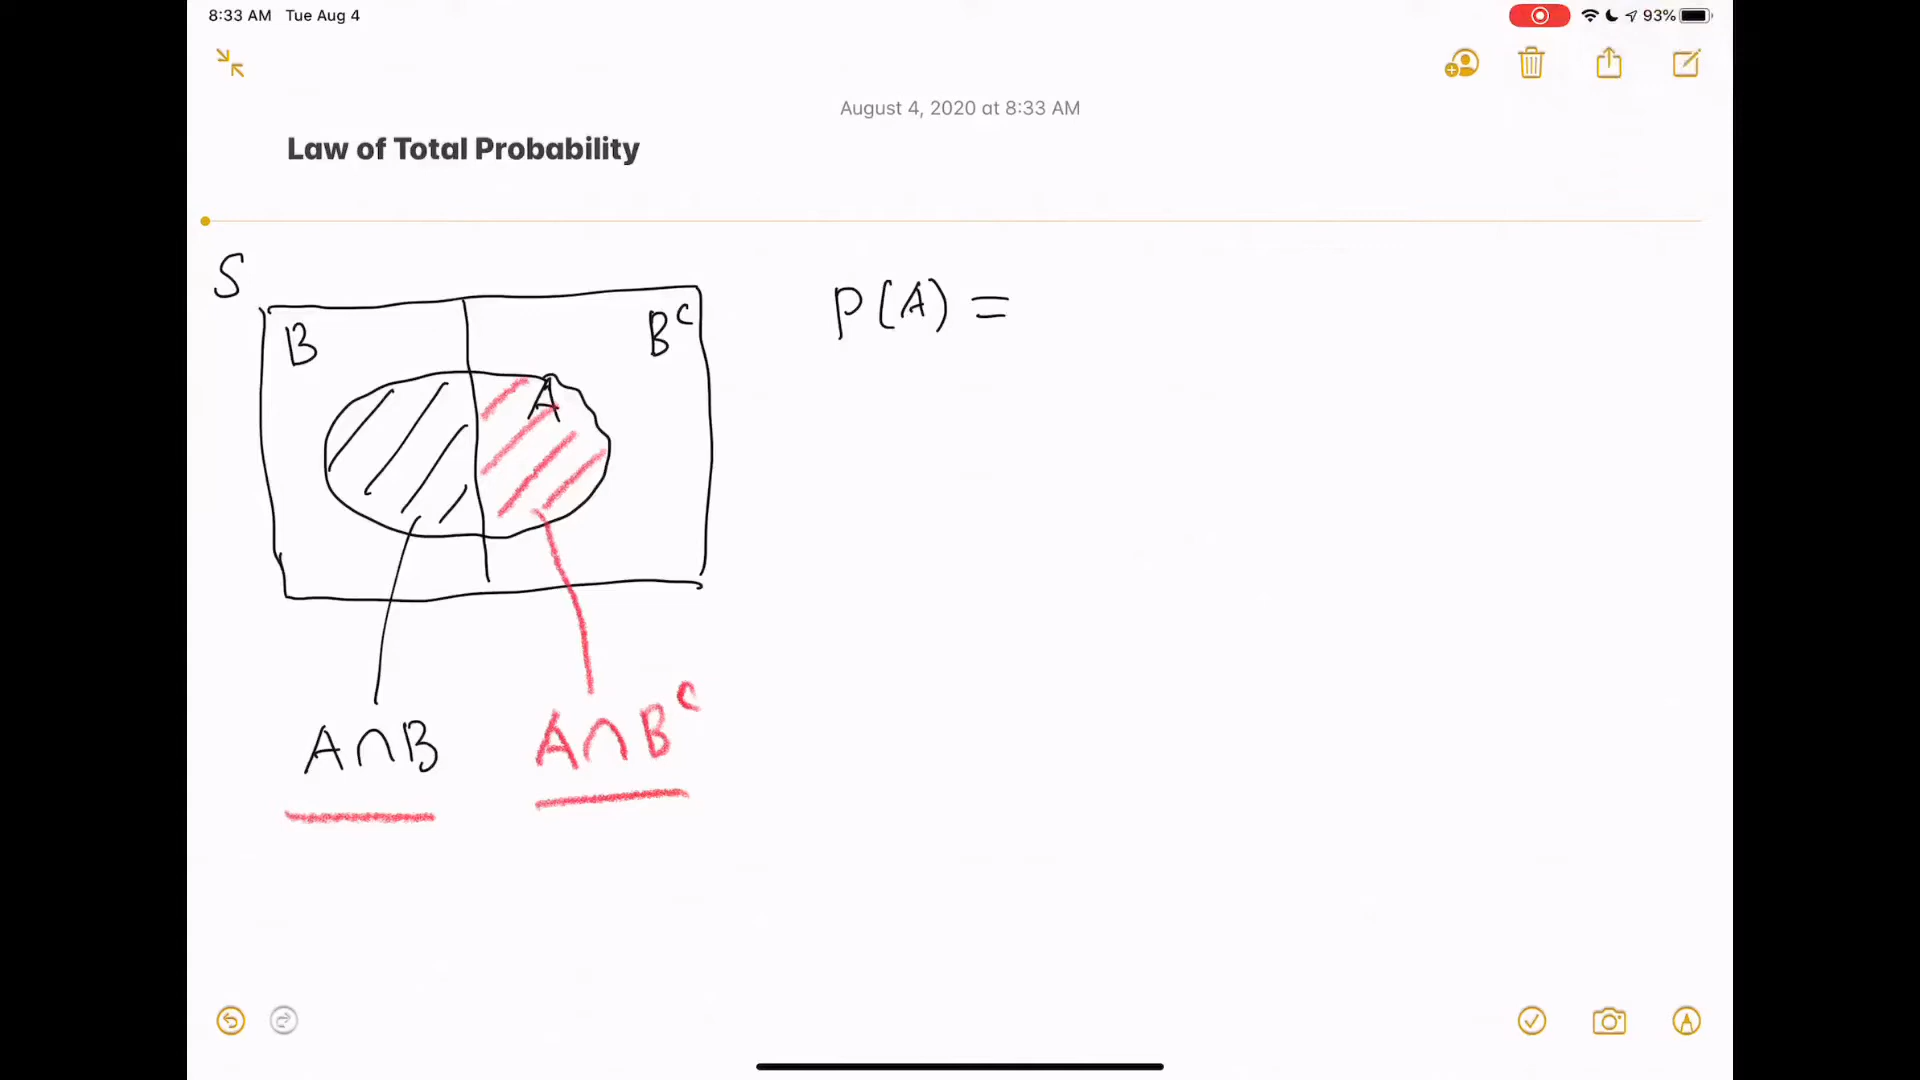 8:33 AM Tue Aug 4
93%
August 4, 2020 at 8:33 AM
Law of Total Probability
S
B
B^c
A
P(A) =
A∩B
A∩B^c